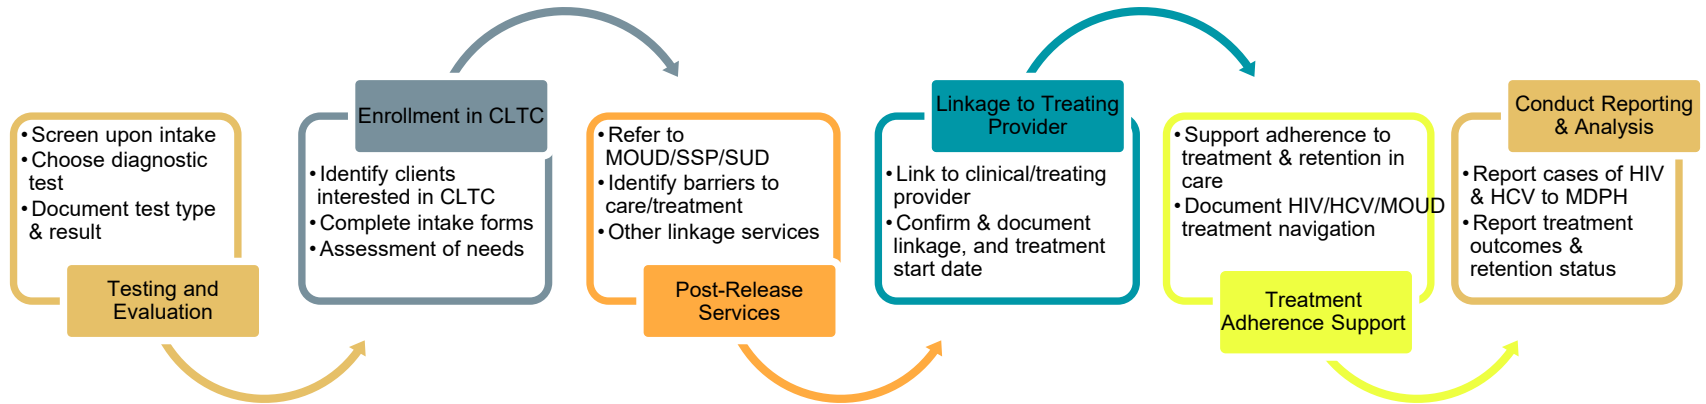 • Screen upon intake
• Choose diagnostic
test
• Document test type
& result
Testing and
Evaluation
Enrollment in CLTC
• Identify clients
interested in CLTC
• Complete intake forms
• Assessment of needs
• Refer to
MOUD/SSP/SUD
• Identify barriers to
care/treatment
• Other linkage services
Post-Release
Services
Linkage to Treating
Provider
• Link to clinical/treating
provider
• Confirm & document
linkage, and treatment
start date
• Support adherence to
treatment & retention in
care
• Document HIV/HCV/MOUD
treatment navigation
Treatment
Adherence Support
Conduct Reporting
& Analysis
• Report cases of HIV
& HCV to MDPH
• Report treatment
outcomes &
retention status